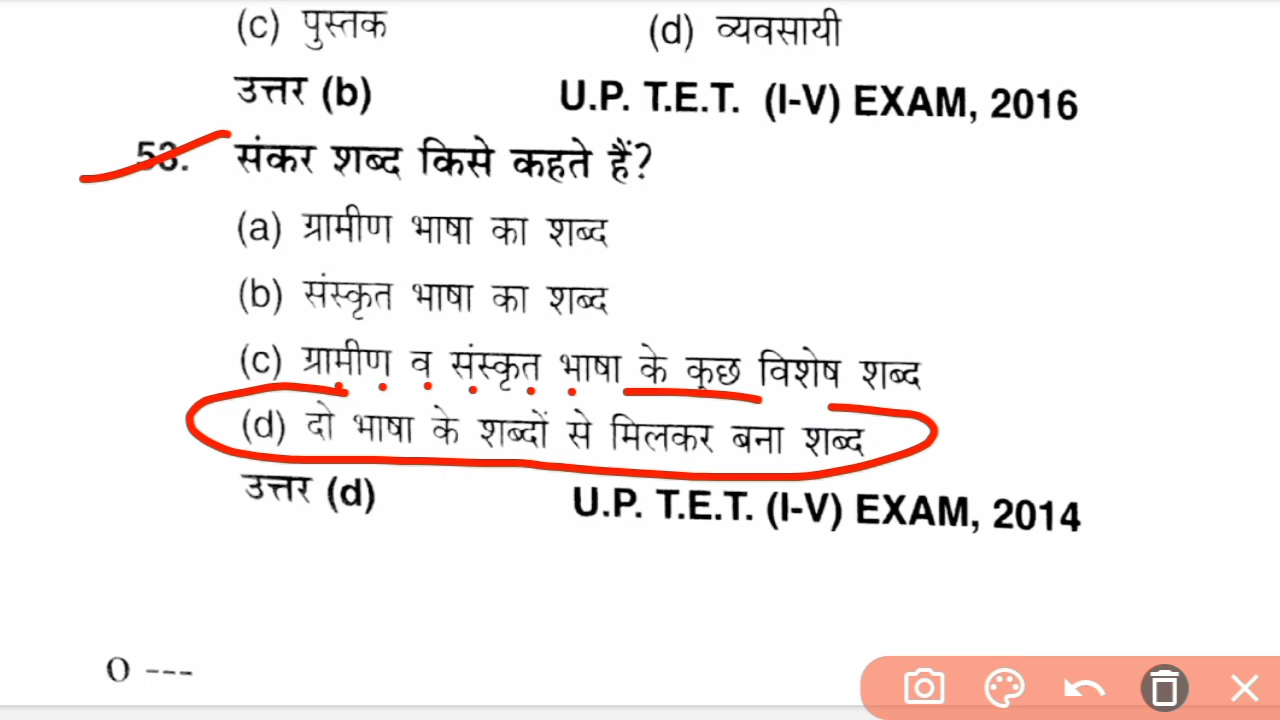 (c) पुस्तक (d) व्यवसायी
उत्तर (b) U.P. T.E.T. (I-V) EXAM, 2016
53. संकर शब्द किसे कहते हैं?
(a) ग्रामीण भाषा का शब्द
(b) संस्कृत भाषा का शब्द
(c) ग्रामीण व संस्कृत भाषा के कुछ विशेष शब्द
(d) दो भाषा के शब्दों से मिलकर बना शब्द
उत्तर (d) U.P. T.E.T. (I-V) EXAM, 2014
O ---